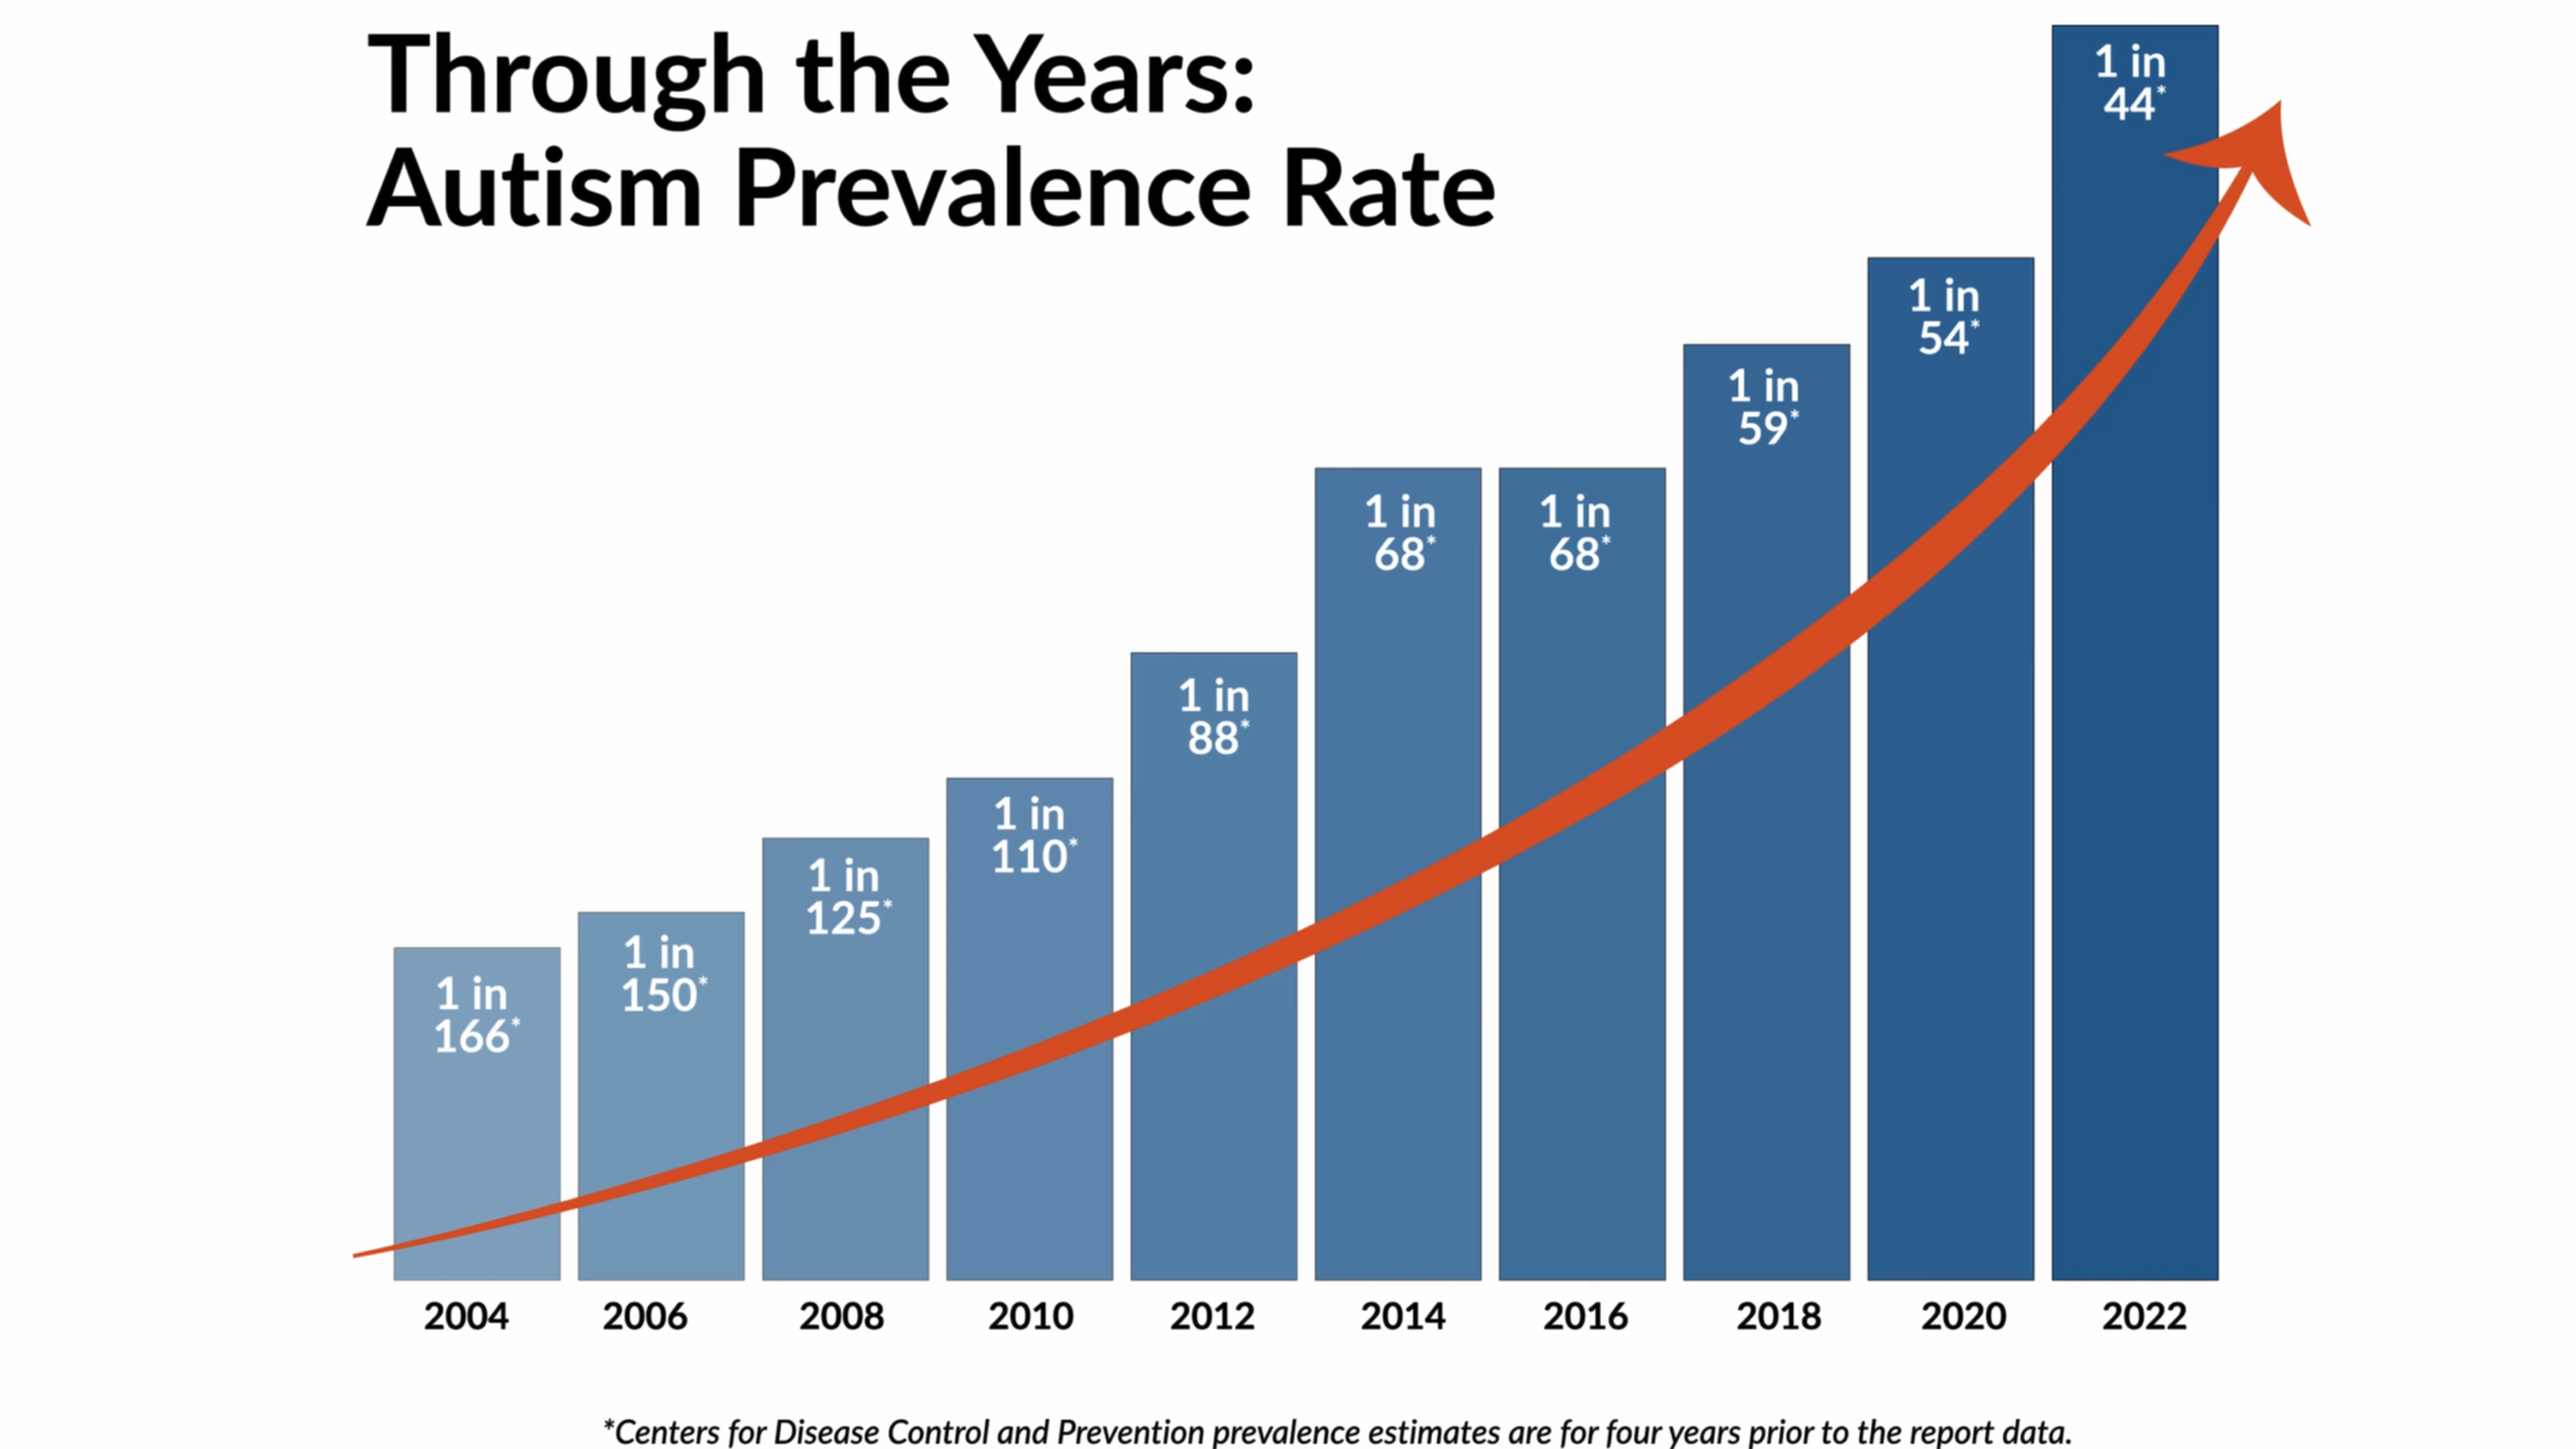 Through the Years:
Autism Prevalence Rate
1 in
166*
1 in
150*
1 in
125*
1 in
110*
1 in
88*
1 in
68*
1 in
68*
1 in
59*
1 in
54*
1 in
44*
2004 2006 2008 2010 2012 2014 2016 2018 2020 2022
*Centers for Disease Control and Prevention prevalence estimates are for four years prior to the report data.